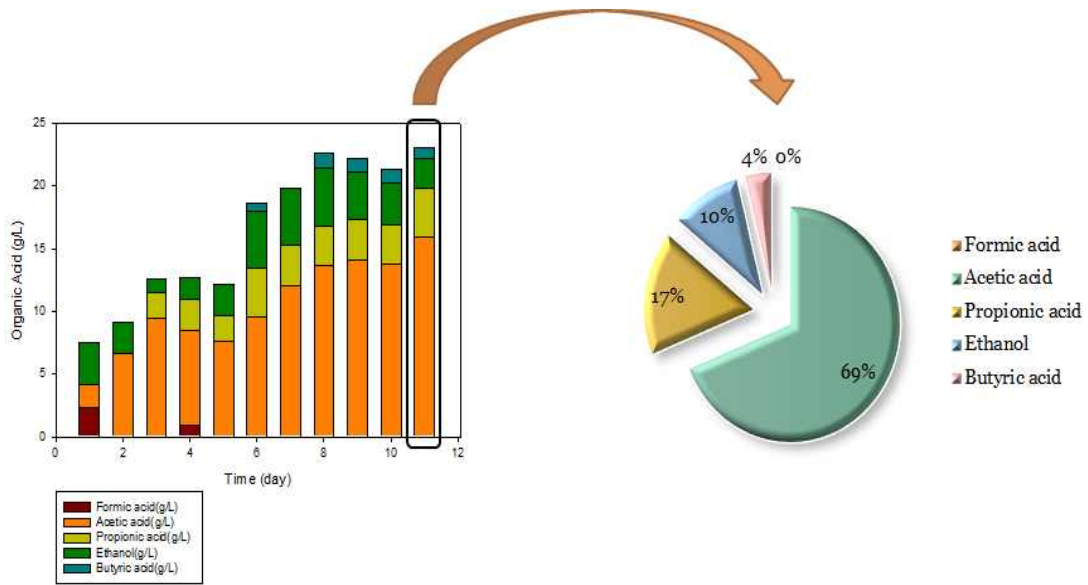 25
20
15
10
5
0
Organic Acid (g/L)
0 2 4 6 8 10 12
Time (day)
Formic acid(g/L)
Acetic acid(g/L)
Propionic acid(g/L)
Ethanol(g/L)
Butyric acid(g/L)
4% 0%
10%
17%
69%
Formic acid
Acetic acid
Propionic acid
Ethanol
Butyric acid